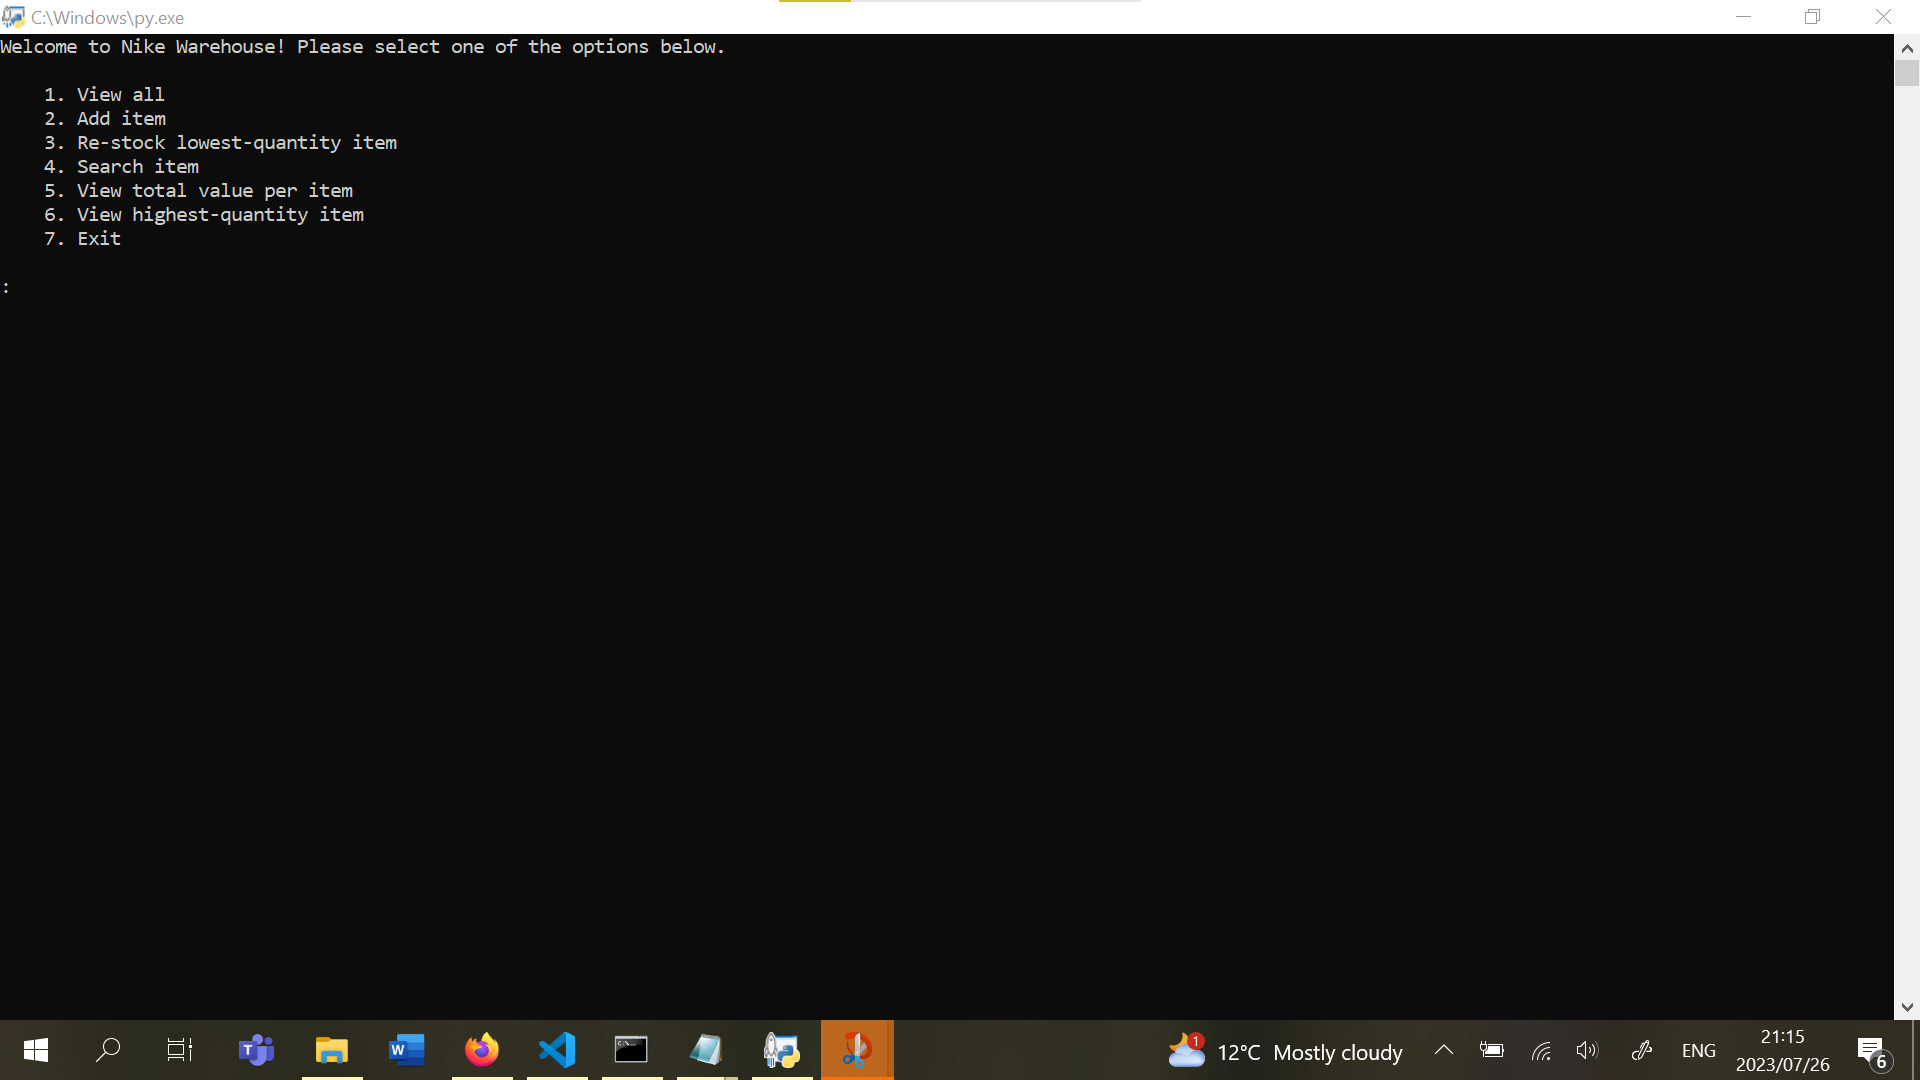 C:\Windows\py.exe
Welcome to Nike Warehouse! Please select one of the options below.
1. View all
2. Add item
3. Re-stock lowest-quantity item
4. Search item
5. View total value per item
6. View highest-quantity item
7. Exit
:
1
12°C Mostly cloudy
ENG
21:15
2023/07/26
6